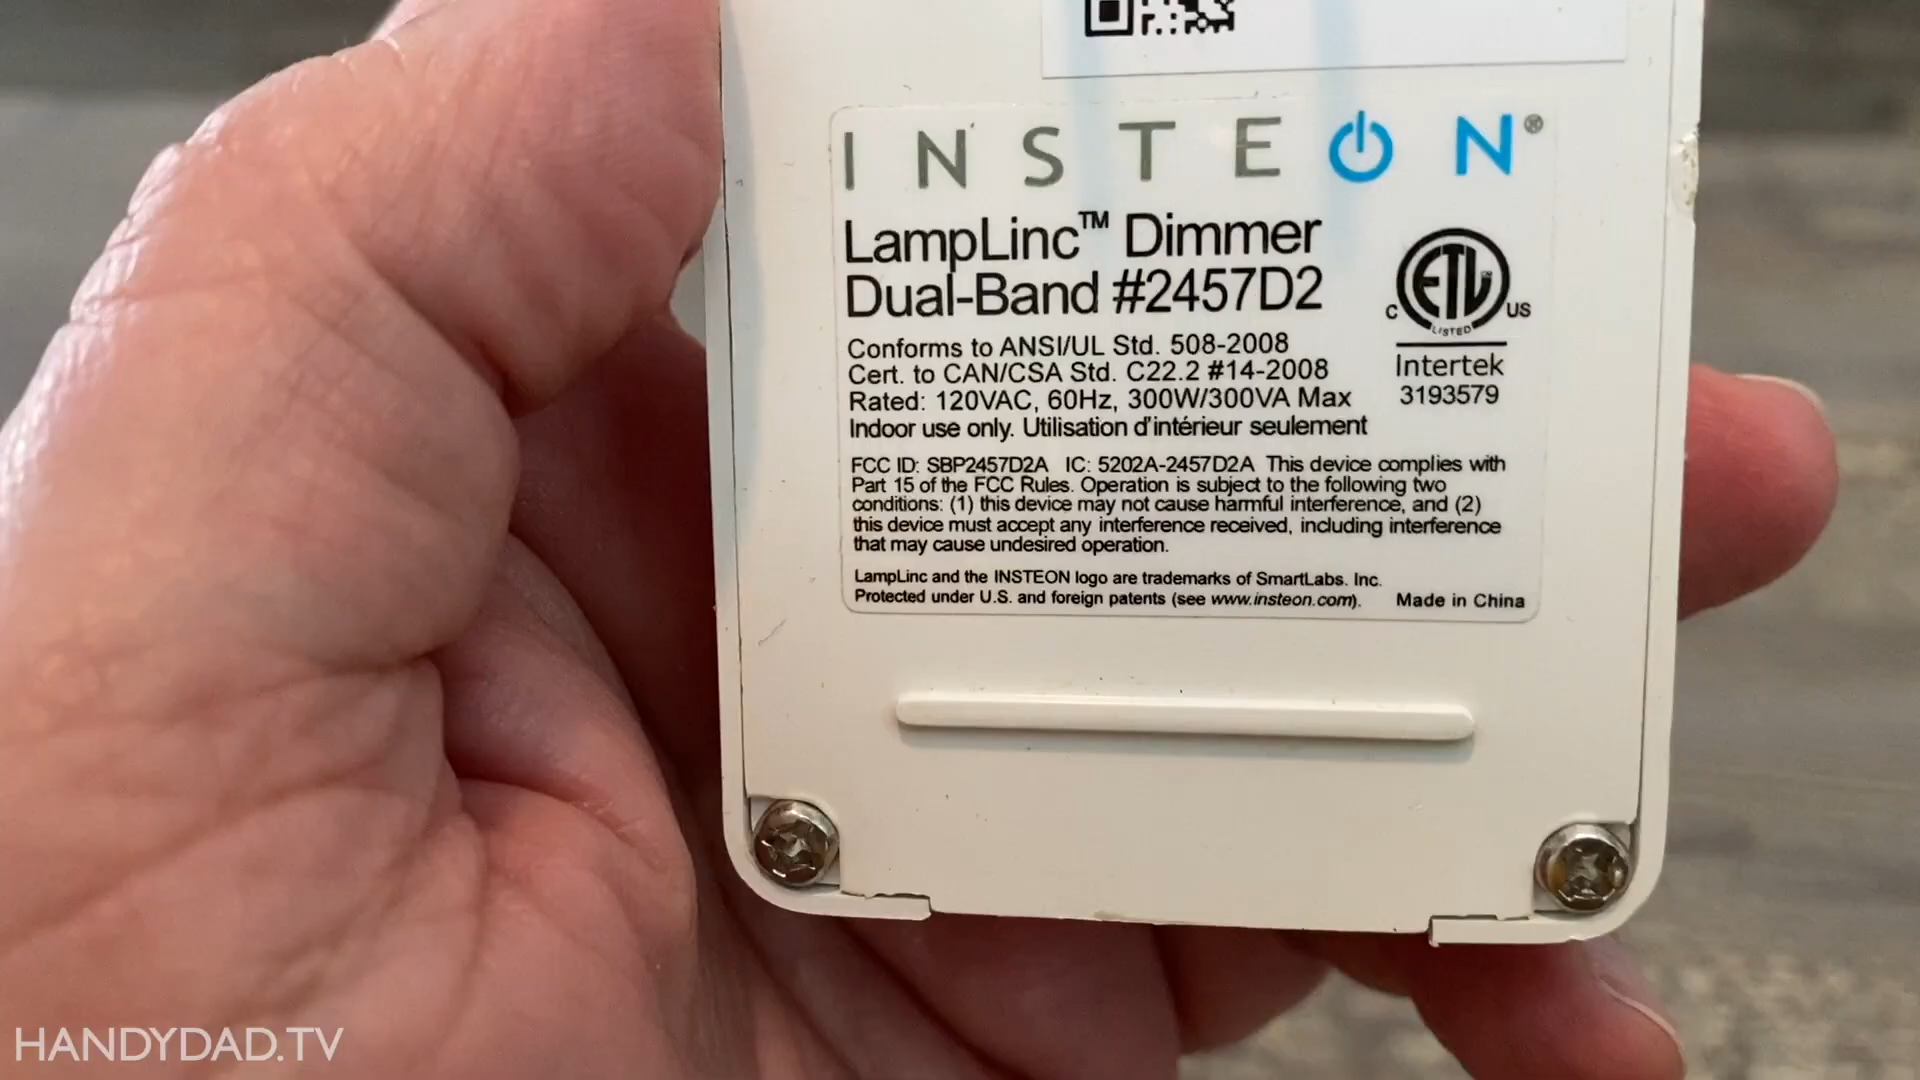 INSTEON®
LampLinc™ Dimmer
Dual-Band #2457D2
Conforms to ANSI/UL Std. 508-2008
Cert. to CAN/CSA Std. C22.2 #14-2008
Rated: 120VAC, 60Hz, 300W/300VA Max
Indoor use only. Utilisation d'intérieur seulement
C ETL US
LISTED
Intertek
3193579
FCC ID: SBP2457D2A IC: 5202A-2457D2A This device complies with
Part 15 of the FCC Rules. Operation is subject to the following two
conditions: (1) this device may not cause harmful interference, and (2)
this device must accept any interference received, including interference
that may cause undesired operation.
LampLinc and the INSTEON logo are trademarks of SmartLabs. Inc.
Protected under U.S. and foreign patents (see www.insteon.com). Made in China
HANDYDAD.TV